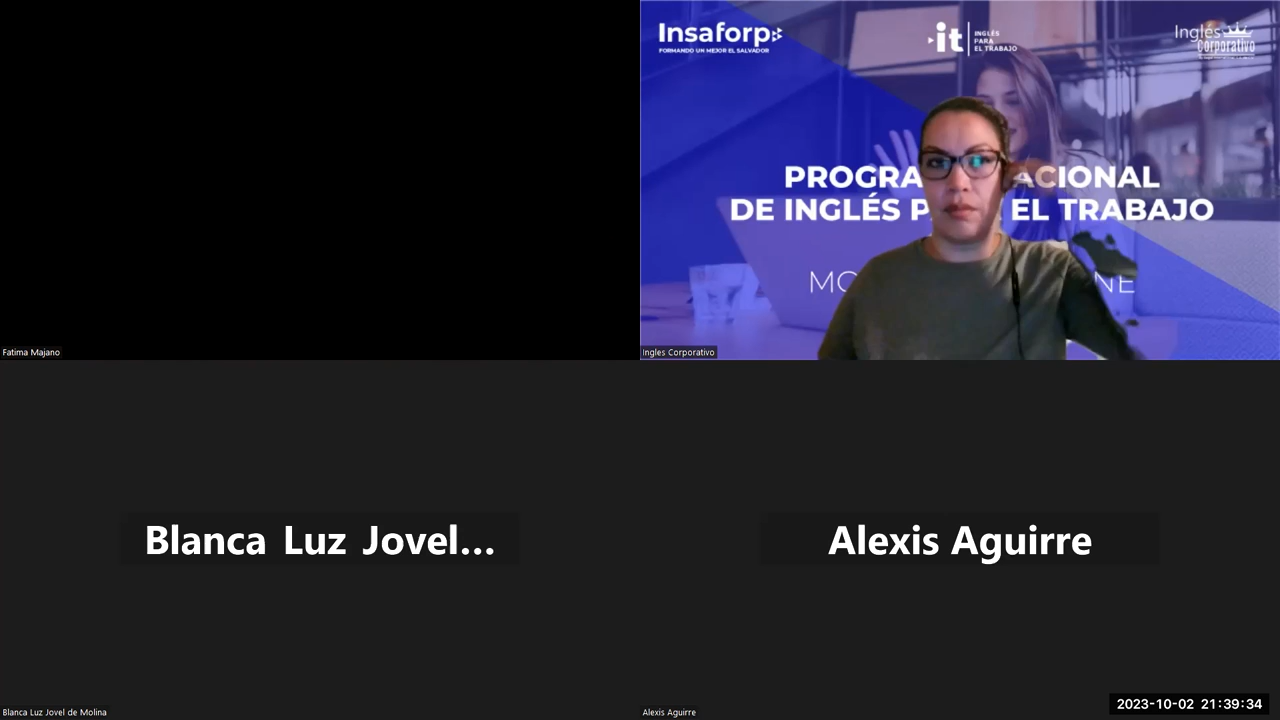 Insaforp
FORMANDO UN MEJOR EL SALVADOR
it
INGLÉS
PARA
EL TRABAJO
Inglés
Corporativo
PROGRA ACIONAL
DE INGLÉS P EL TRABAJO
MO NE
Fatima Majano
Ingles Corporativo
Blanca Luz Jovel...
Alexis Aguirre
Blanca Luz Jovel de Molina
Alexis Aguirre
2023-10-02 21:39:34